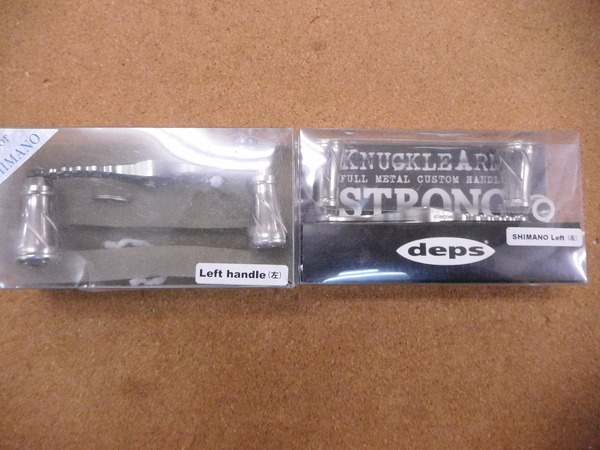 SHIMANO
Left handle(左)
KNUCKLEARM
FULL METAL CUSTOM HANDLE
STRONG
deps
SHIMANO Left (左)